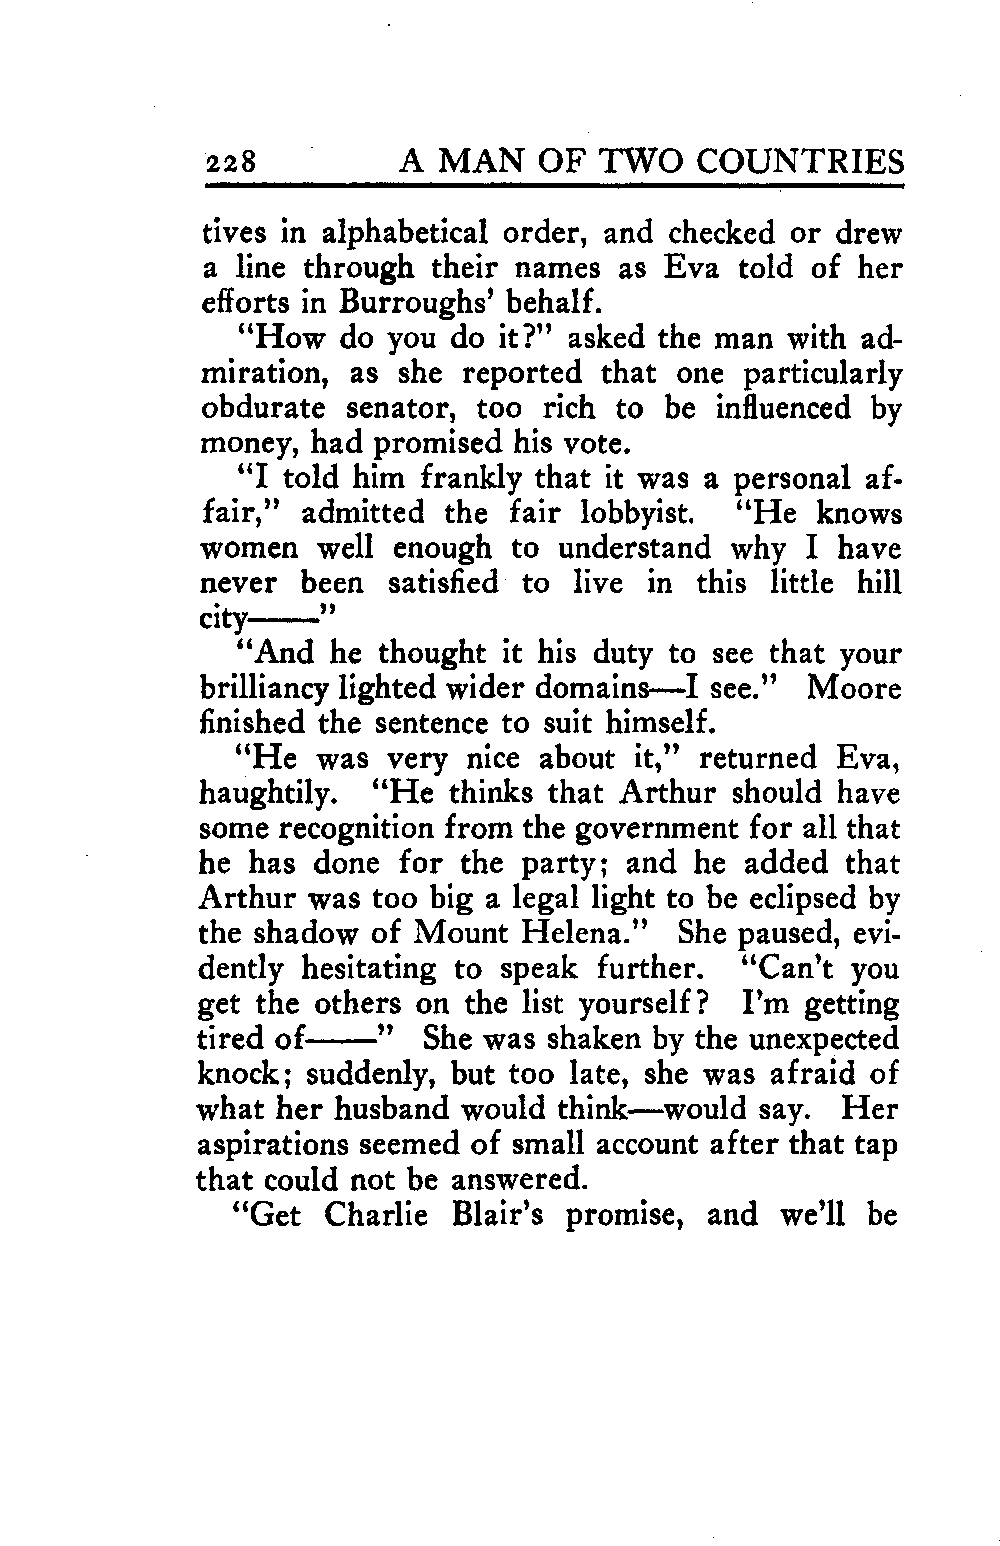 228 A MAN OF TWO COUNTRIES
tives in alphabetical order, and checked or drew
a line through their names as Eva told of her
efforts in Burroughs' behalf.
"How do you do it?" asked the man with ad-
miration, as she reported that one particularly
obdurate senator, too rich to be influenced by
money, had promised his vote.
"I told him frankly that it was a personal af-
fair," admitted the fair lobbyist. "He knows
women well enough to understand why I have
never been satisfied to live in this little hill
city——"
"And he thought it his duty to see that your
brilliancy lighted wider domains—I see." Moore
finished the sentence to suit himself.
"He was very nice about it," returned Eva,
haughtily. "He thinks that Arthur should have
some recognition from the government for all that
he has done for the party; and he added that
Arthur was too big a legal light to be eclipsed by
the shadow of Mount Helena." She paused, evi-
dently hesitating to speak further. "Can't you
get the others on the list yourself? I'm getting
tired of——" She was shaken by the unexpected
knock; suddenly, but too late, she was afraid of
what her husband would think—would say. Her
aspirations seemed of small account after that tap
that could not be answered.
"Get Charlie Blair's promise, and we'll be